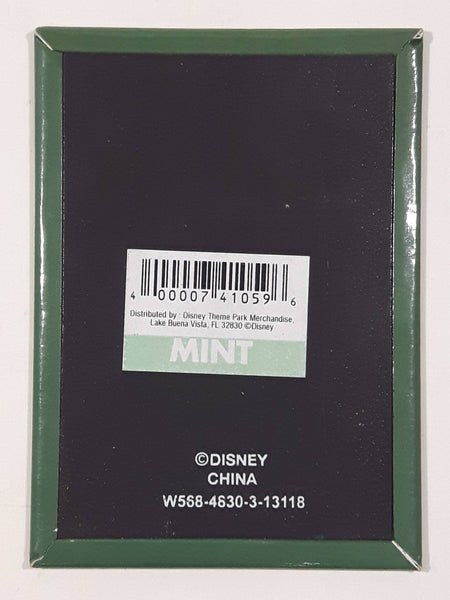 4 00007 41059 6
Distributed by : Disney Theme Park Merchandise,
Lake Buena Vista, FL 32830 ©Disney
MINT
©DISNEY
CHINA
W568-4630-3-13118